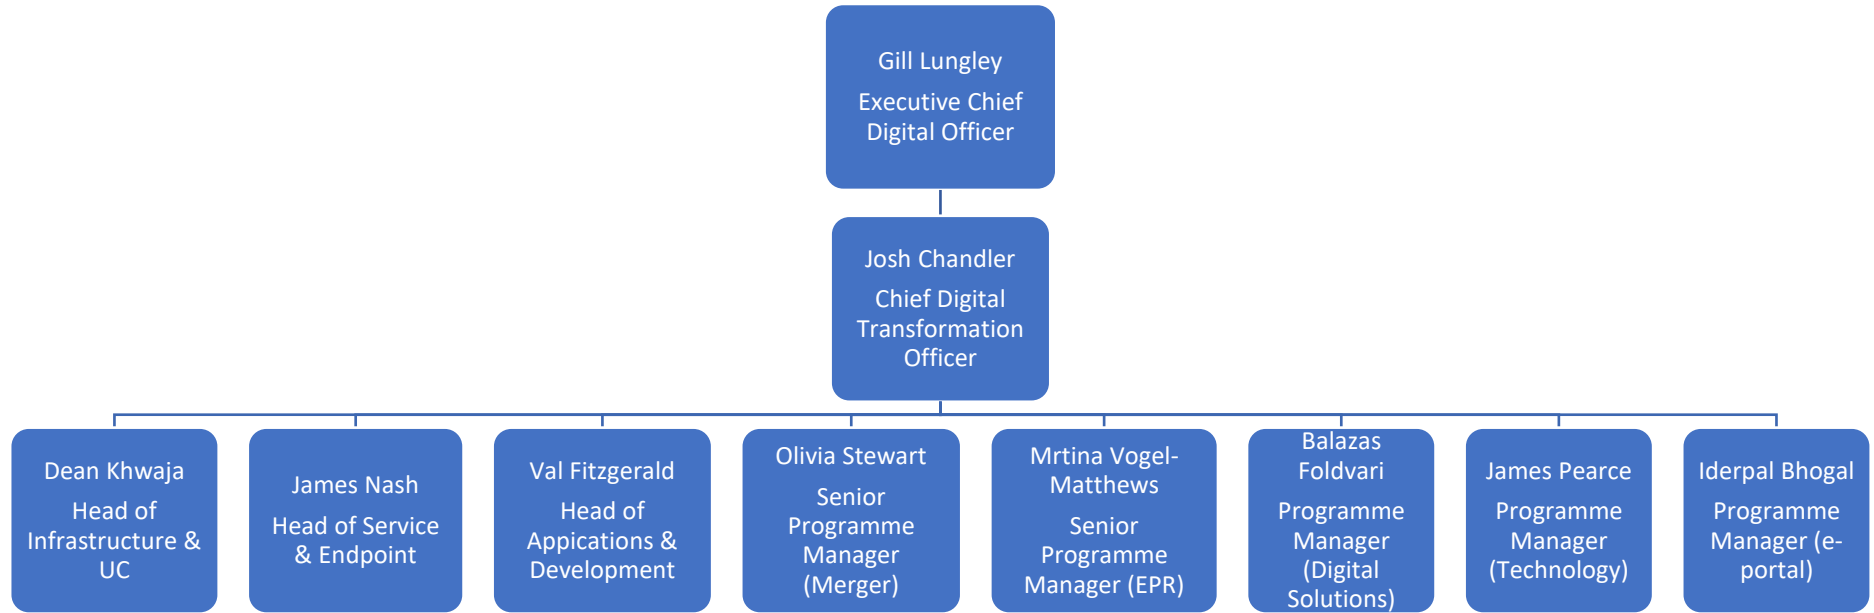 Gill Lungley
Executive Chief
Digital Officer
Josh Chandler
Chief Digital
Transformation
Officer
Dean Khwaja
Head of
Infrastructure &
UC
James Nash
Head of Service
& Endpoint
Val Fitzgerald
Head of
Appications &
Development
Olivia Stewart
Senior
Programme
Manager
(Merger)
Mrtina Vogel-
Matthews
Senior
Programme
Manager (EPR)
Balazas
Foldvari
Programme
Manager
(Digital
Solutions)
James Pearce
Programme
Manager
(Technology)
Iderpal Bhogal
Programme
Manager (e-
portal)